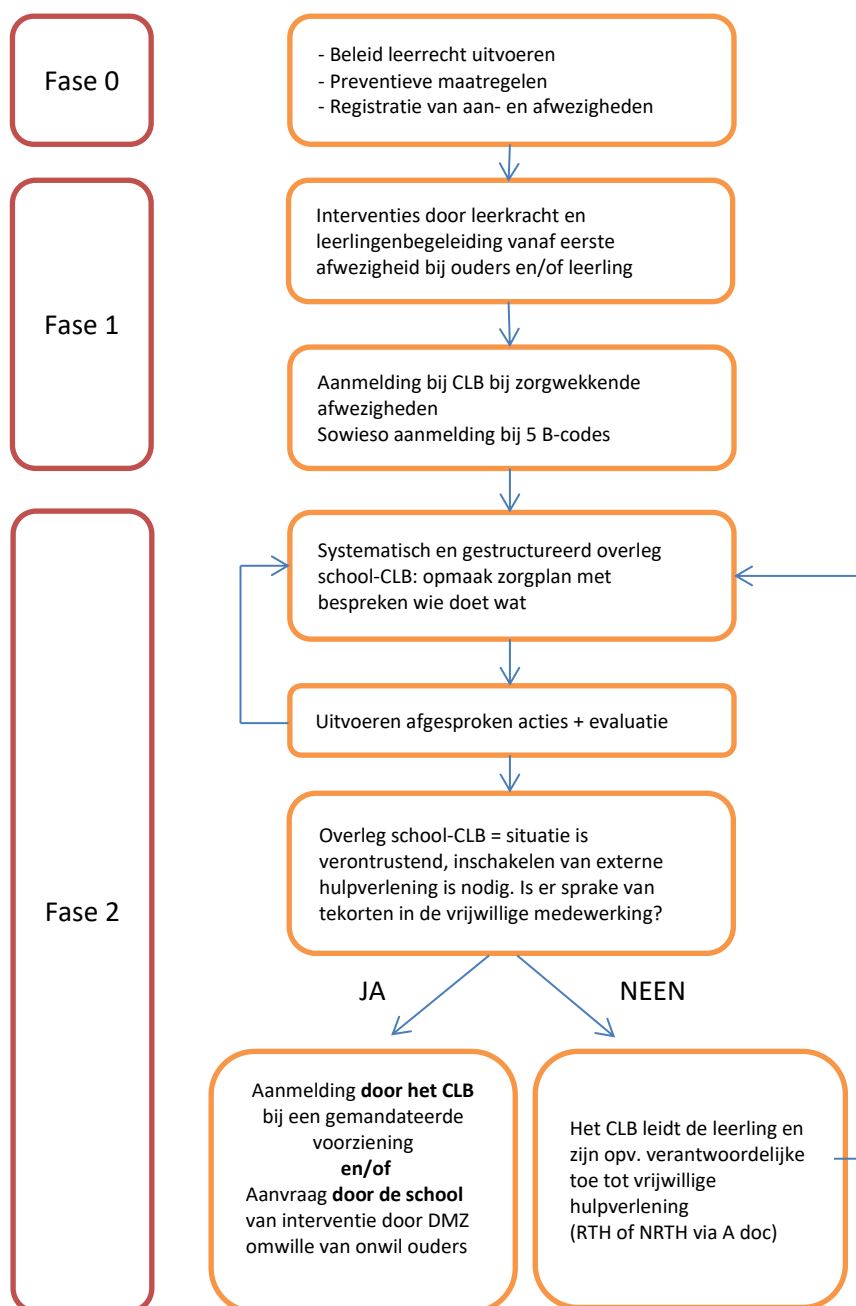 Fase 0
- Beleid leerrecht uitvoeren
- Preventieve maatregelen
- Registratie van aan- en afwezigheden
Fase 1
Interventies door leerkracht en
leerlingenbegeleiding vanaf eerste
afwezigheid bij ouders en/of leerling
Aanmelding bij CLB bij zorgwekkende
afwezigheden
Sowieso aanmelding bij 5 B-codes
Fase 2
Systematisch en gestructureerd overleg
school-CLB: opmaak zorgplan met
bespreken wie doet wat
Uitvoeren afgesproken acties + evaluatie
Overleg school-CLB = situatie is
verontrustend, inschakelen van externe
hulpverlening is nodig. Is er sprake van
tekorten in de vrijwillige medewerking?
JA
NEEN
Aanmelding door het CLB
bij een gemandateerde
voorziening
en/of
Aanvraag door de school
van interventie door DMZ
omwille van onwil ouders
Het CLB leidt de leerling en
zijn opv. verantwoordelijke
toe tot vrijwillige
hulpverlening
(RTH of NRTH via A doc)